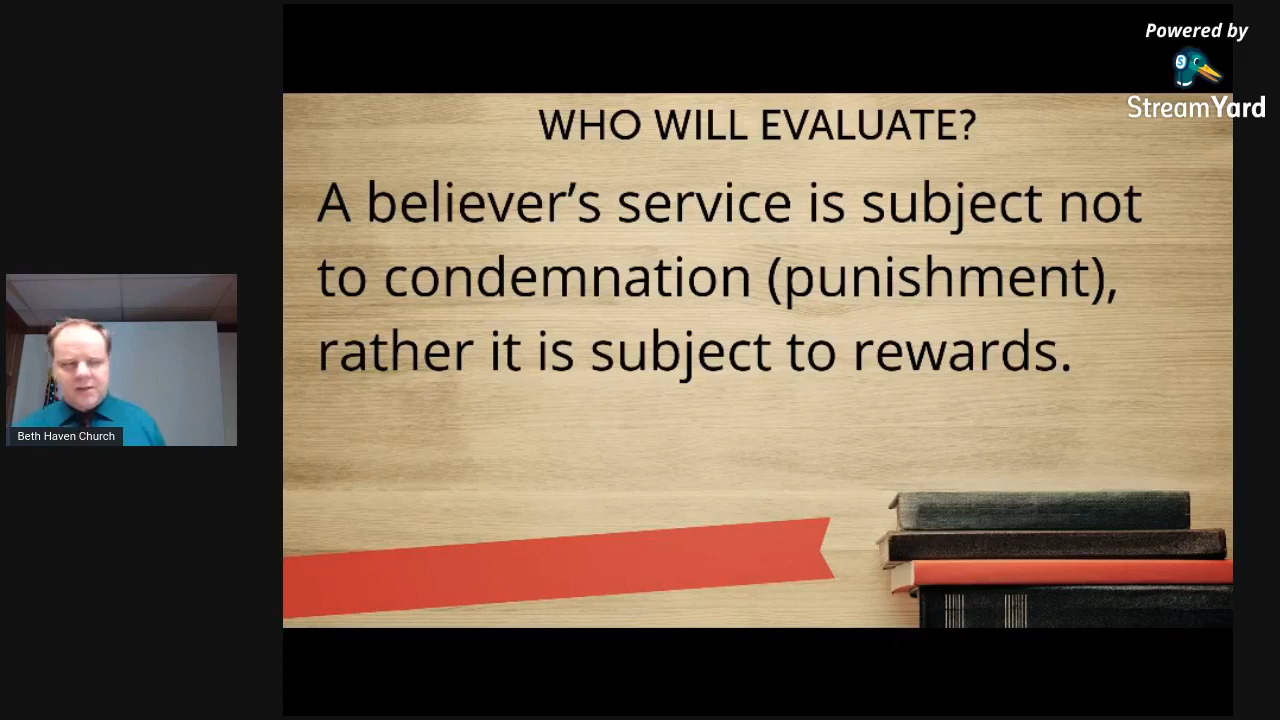 Powered by
StreamYard
WHO WILL EVALUATE?
A believer’s service is subject not
to condemnation (punishment),
rather it is subject to rewards.
Beth Haven Church